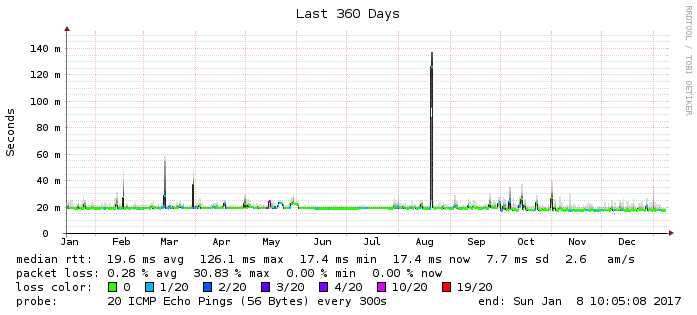 Last 360 Days
RRDTOOL / TOBI OETIKER
Seconds
140 m
120 m
100 m
80 m
60 m
40 m
20 m
0
Jan Feb Mar Apr May Jun Jul Aug Sep Oct Nov Dec
median rtt: 19.6 ms avg 126.1 ms max 17.4 ms min 17.4 ms now 7.7 ms sd 2.6 am/s
packet loss: 0.28 % avg 30.83 % max 0.00 % min 0.00 % now
loss color: 0 1/20 2/20 3/20 4/20 10/20 19/20
probe: 20 ICMP Echo Pings (56 Bytes) every 300s end: Sun Jan 8 10:05:08 2017